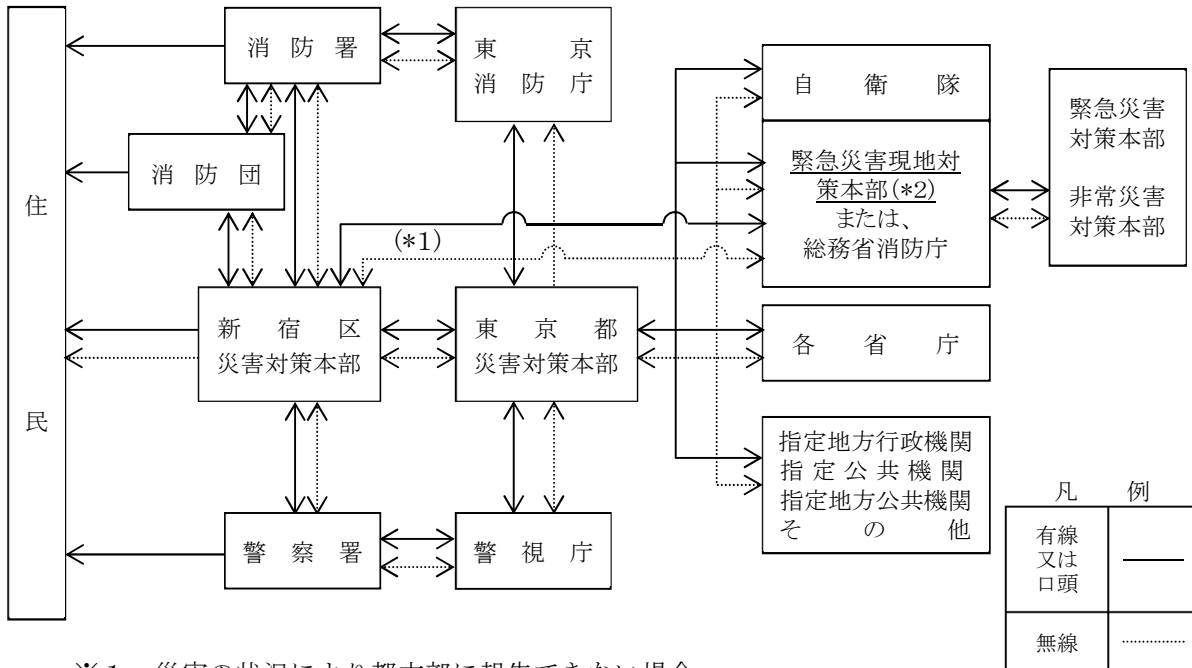 住
民
消防署
消防団
東京
消防庁
自衛隊
緊急災害現地対
策本部(*2)
または、
総務省消防庁
緊急災害
対策本部
非常災害
対策本部
(*1)
新宿区
災害対策本部
東京都
災害対策本部
各省庁
指定地方行政機関
指定公共機関
指定地方公共機関
その他
警察署
警視庁
凡例
有線
又は
口頭
無線